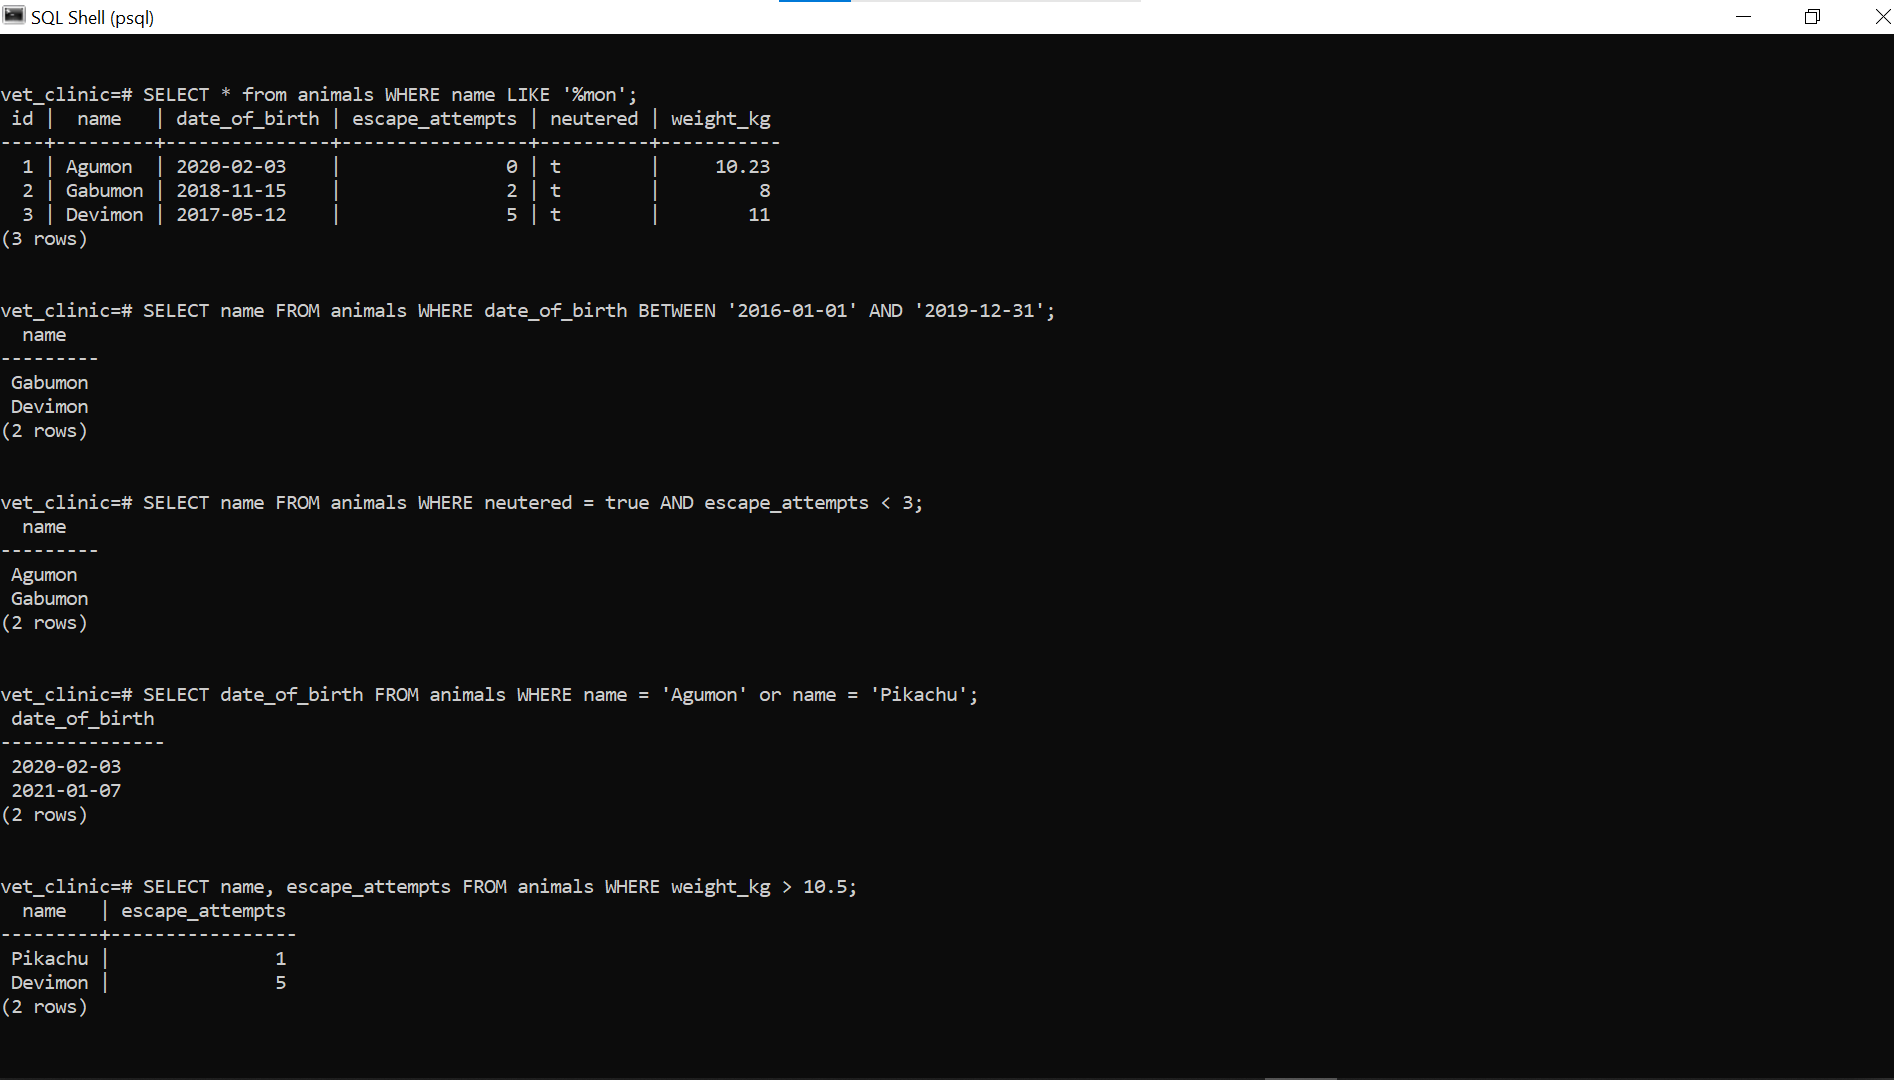 SQL Shell (psql)
vet_clinic=# SELECT * from animals WHERE name LIKE '%mon';
 id |  name   | date_of_birth | escape_attempts | neutered | weight_kg
----+---------+---------------+-----------------+----------+-----------
  1 | Agumon  | 2020-02-03    |               0 | t        |     10.23
  2 | Gabumon | 2018-11-15    |               2 | t        |         8
  3 | Devimon | 2017-05-12    |               5 | t        |        11
(3 rows)
vet_clinic=# SELECT name FROM animals WHERE date_of_birth BETWEEN '2016-01-01' AND '2019-12-31';
  name
---------
 Gabumon
 Devimon
(2 rows)
vet_clinic=# SELECT name FROM animals WHERE neutered = true AND escape_attempts < 3;
  name
---------
 Agumon
 Gabumon
(2 rows)
vet_clinic=# SELECT date_of_birth FROM animals WHERE name = 'Agumon' or name = 'Pikachu';
 date_of_birth
---------------
 2020-02-03
 2021-01-07
(2 rows)
vet_clinic=# SELECT name, escape_attempts FROM animals WHERE weight_kg > 10.5;
  name   | escape_attempts
---------+-----------------
 Pikachu |               1
 Devimon |               5
(2 rows)